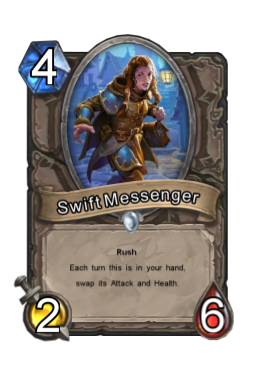 4
Swift Messenger
Rush
Each turn this is in your hand,
swap its Attack and Health.
2
6